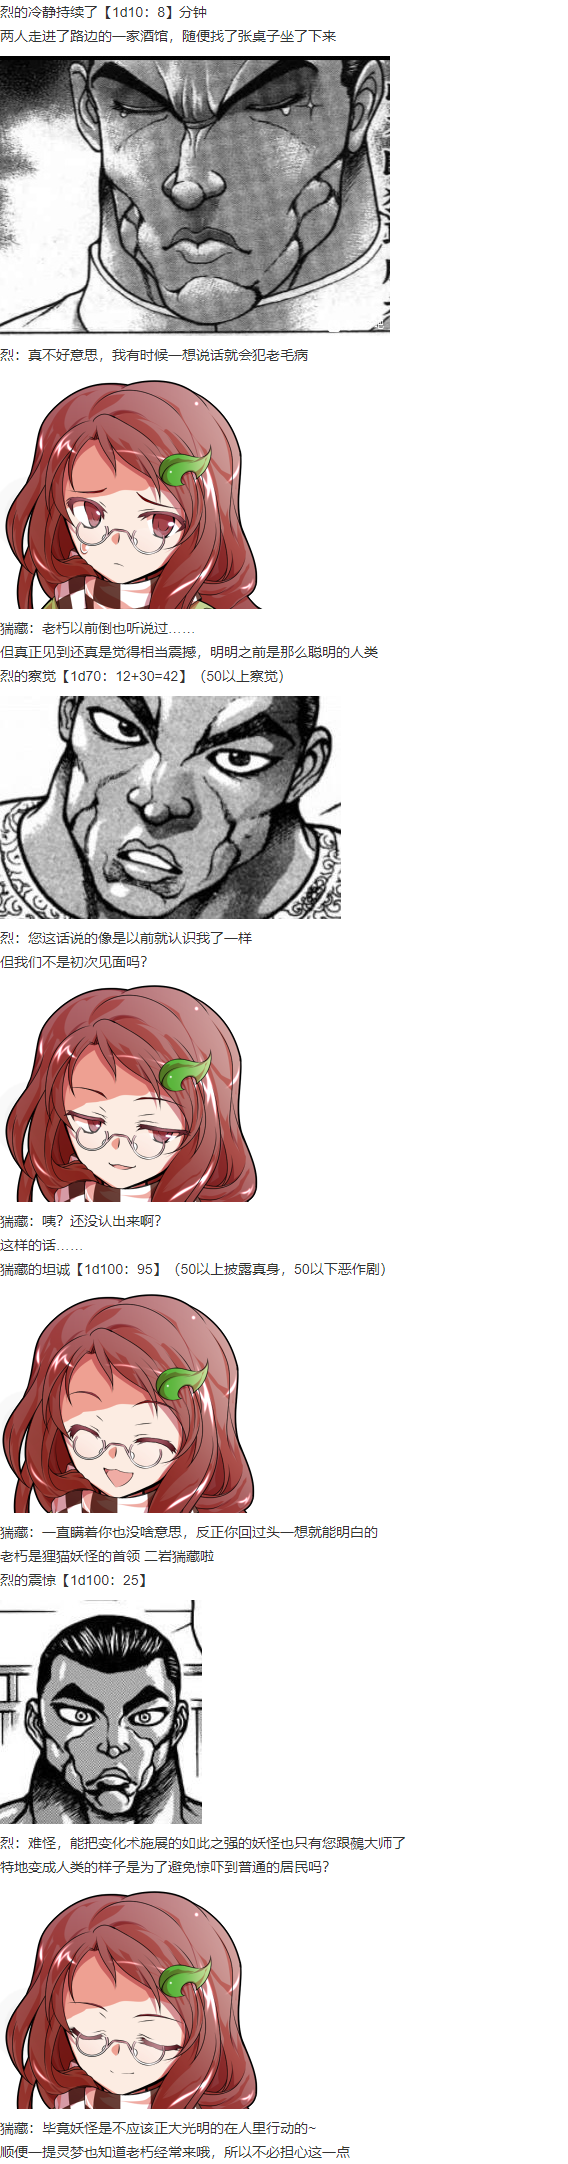 烈的冷静持续了【1d10：8】分钟
两人走进了路边的一家酒馆，随便找了张桌子坐了下来
烈：真不好意思，我有时候一想说话就会犯老毛病
猯藏：老朽以前倒也听说过……
但真正见到还真是觉得相当震撼，明明之前是那么聪明的人类
烈的察觉【1d70：12+30=42】（50以上察觉）
烈：您这话说的像是以前就认识我了一样
但我们不是初次见面吗？
猯藏：咦？还没认出来啊？
这样的话……
猯藏的坦诚【1d100：95】（50以上披露真身，50以下恶作剧）
猯藏：一直瞒着你也没啥意思，反正你回过头一想就能明白的
老朽是狸猫妖怪的首领 二岩猯藏啦
烈的震惊【1d100：25】
烈：难怪，能把变化术施展的如此之强的妖怪也只有您跟鵺大师了
特地变成人类的样子是为了避免惊吓到普通的居民吗？
猯藏：毕竟妖怪是不应该正大光明的在人里行动的~
顺便一提灵梦也知道老朽经常来哦，所以不必担心这一点